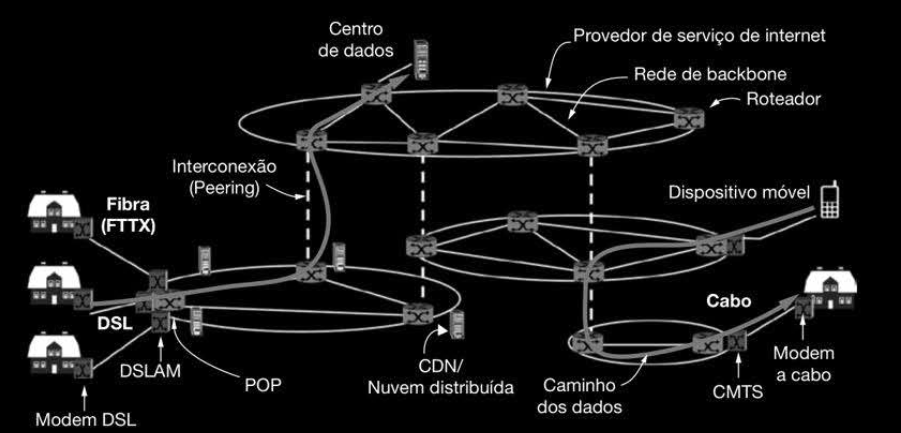 Centro
de dados
Provedor de serviço de internet
Rede de backbone
Roteador
Interconexão
(Peering)
Dispositivo móvel
Fibra
(FTTX)
DSL
Cabo
DSLAM
POP
Modem DSL
CDN/
Nuvem distribuída
Caminho
dos dados
CMTS
Modem
a cabo